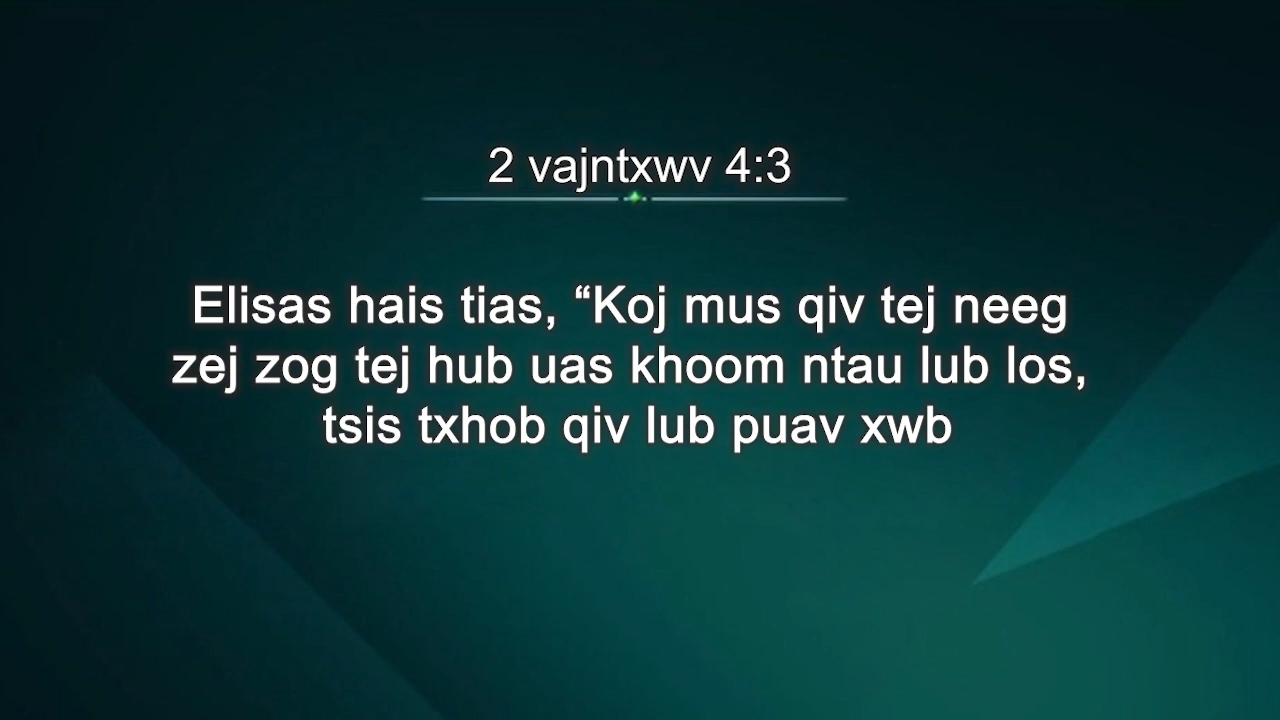 2 vajntxwv 4:3
Elisas hais tias, “Koj mus qiv tej neeg
zej zog tej hub uas khoom ntau lub los,
tsis txhob qiv lub puav xwb